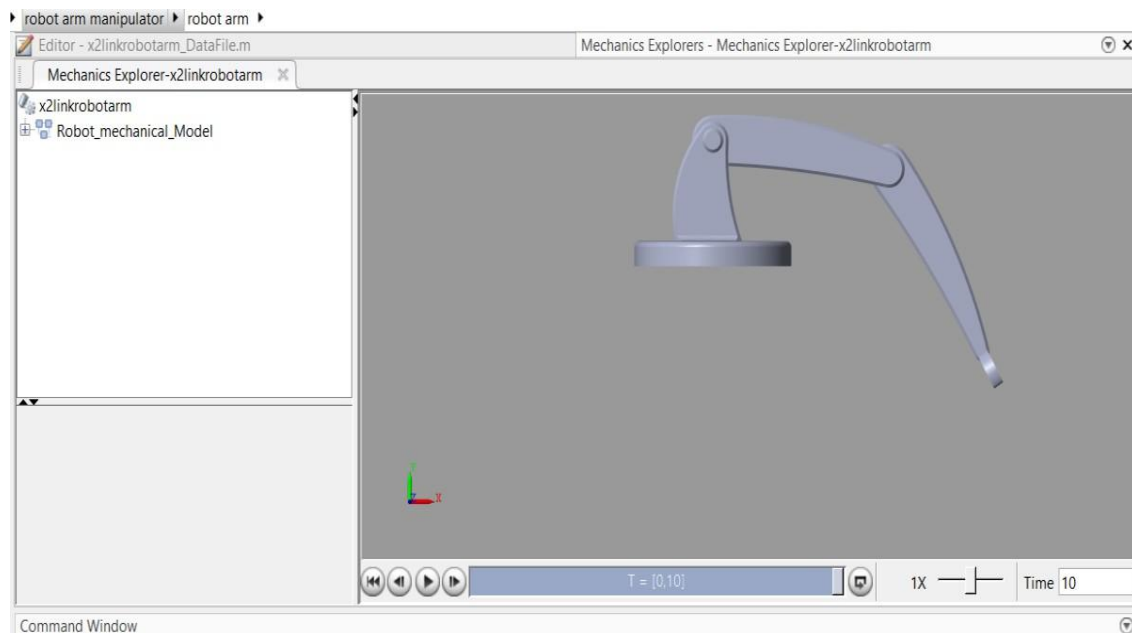 robot arm manipulator robot arm
Editor - x2linkrobotarm_DataFile.m
Mechanics Explorers - Mechanics Explorer-x2linkrobotarm
Mechanics Explorer-x2linkrobotarm
x2linkrobotarm
Robot_mechanical_Model
Y
Z
X
T = [0,10]
1X
Time 10
Command Window